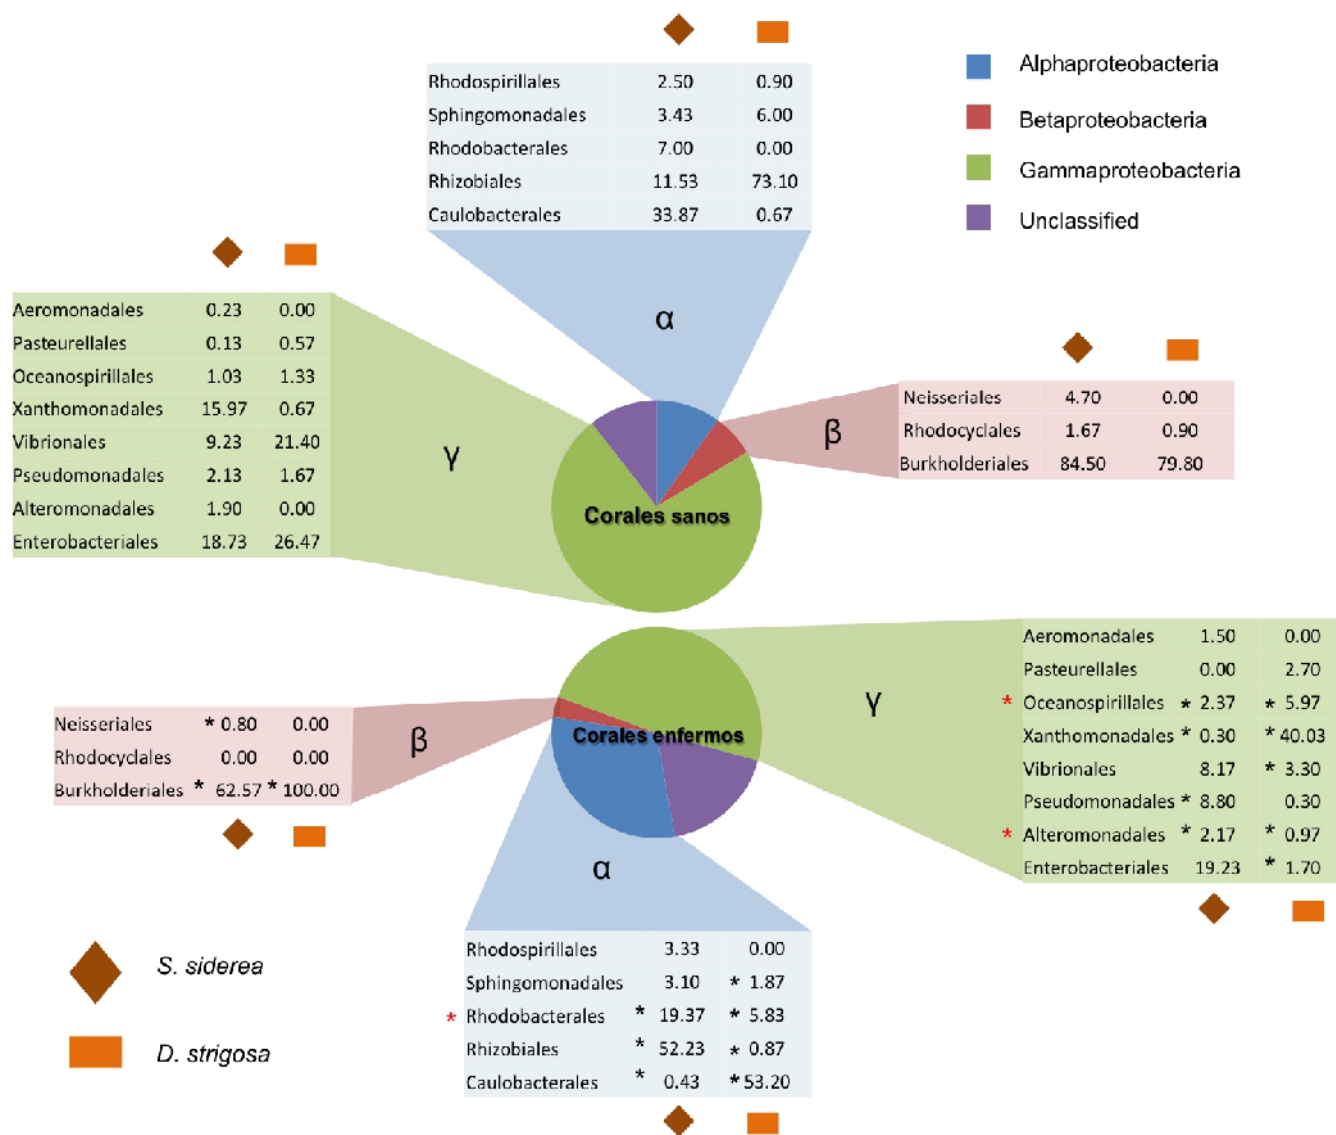 Rhodospirillales 2.50 0.90
Sphingomonadales 3.43 6.00
Rhodobacterales 7.00 0.00
Rhizobiales 11.53 73.10
Caulobacterales 33.87 0.67
Alphaproteobacteria
Betaproteobacteria
Gammaproteobacteria
Unclassified
α
Aeromonadales 0.23 0.00
Pasteurellales 0.13 0.57
Oceanospirillales 1.03 1.33
Xanthomonadales 15.97 0.67
Vibrionales 9.23 21.40
Pseudomonadales 2.13 1.67
Alteromonadales 1.90 0.00
Enterobacteriales 18.73 26.47
γ
β
Neisseriales 4.70 0.00
Rhodocyclales 1.67 0.90
Burkholderiales 84.50 79.80
Corales sanos
Aeromonadales 1.50 0.00
Pasteurellales 0.00 2.70
* Oceanospirillales * 2.37 * 5.97
Xanthomonadales * 0.30 * 40.03
Vibrionales 8.17 * 3.30
Pseudomonadales * 8.80 0.30
* Alteromonadales * 2.17 * 0.97
Enterobacteriales 19.23 * 1.70
γ
Neisseriales * 0.80 0.00
Rhodocyclales 0.00 0.00
Burkholderiales * 62.57 * 100.00
β
Corales enfermos
α
Rhodospirillales 3.33 0.00
Sphingomonadales 3.10 * 1.87
* Rhodobacterales * 19.37 * 5.83
Rhizobiales * 52.23 * 0.87
Caulobacterales * 0.43 * 53.20
S. siderea
D. strigosa